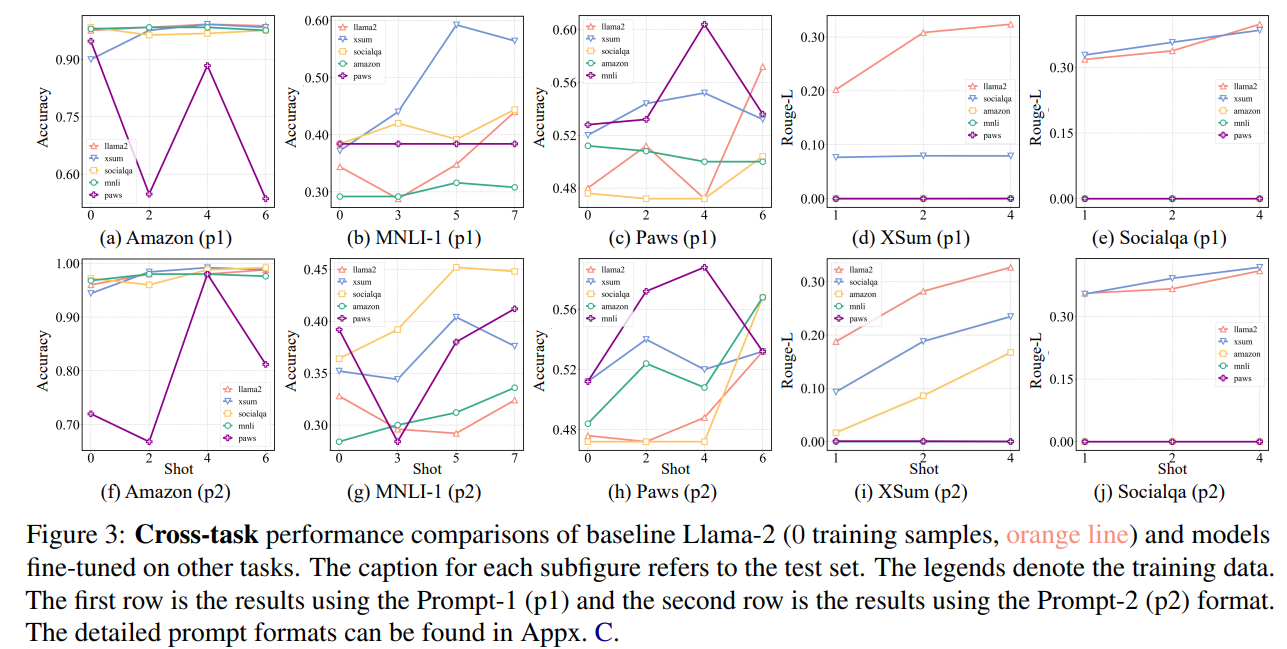 0.90
0.75
0.60
Accuracy
llama2
xsum
socialqa
mnli
paws
0 2 4 6
(a) Amazon (p1)
0.60
0.50
0.40
0.30
Accuracy
llama2
xsum
socialqa
amazon
paws
0 3 5 7
(b) MNLI-1 (p1)
0.60
0.56
0.52
0.48
Accuracy
llama2
xsum
socialqa
amazon
mnli
0 2 4 6
(c) Paws (p1)
0.30
0.20
0.10
0.00
Rouge-L
llama2
socialqa
amazon
mnli
paws
1 2 4
(d) XSum (p1)
0.30
0.15
0.00
Rouge-L
llama2
xsum
amazon
mnli
paws
1 2 4
(e) Socialqa (p1)
1.00
0.90
0.80
0.70
Accuracy
llama2
xsum
socialqa
mnli
paws
0 2 4 6
Shot
(f) Amazon (p2)
0.45
0.40
0.35
0.30
Accuracy
llama2
xsum
socialqa
amazon
paws
0 3 5 7
Shot
(g) MNLI-1 (p2)
0.56
0.52
0.48
Accuracy
llama2
xsum
socialqa
amazon
mnli
0 2 4 6
Shot
(h) Paws (p2)
0.30
0.20
0.10
0.00
Rouge-L
llama2
socialqa
amazon
mnli
paws
1 2 4
Shot
(i) XSum (p2)
0.30
0.15
0.00
Rouge-L
llama2
xsum
amazon
mnli
paws
1 2 4
Shot
(j) Socialqa (p2)
Figure 3: Cross-task performance comparisons of baseline Llama-2 (0 training samples, orange line) and models
fine-tuned on other tasks. The caption for each subfigure refers to the test set. The legends denote the training data.
The first row is the results using the Prompt-1 (p1) and the second row is the results using the Prompt-2 (p2) format.
The detailed prompt formats can be found in Appx. C.